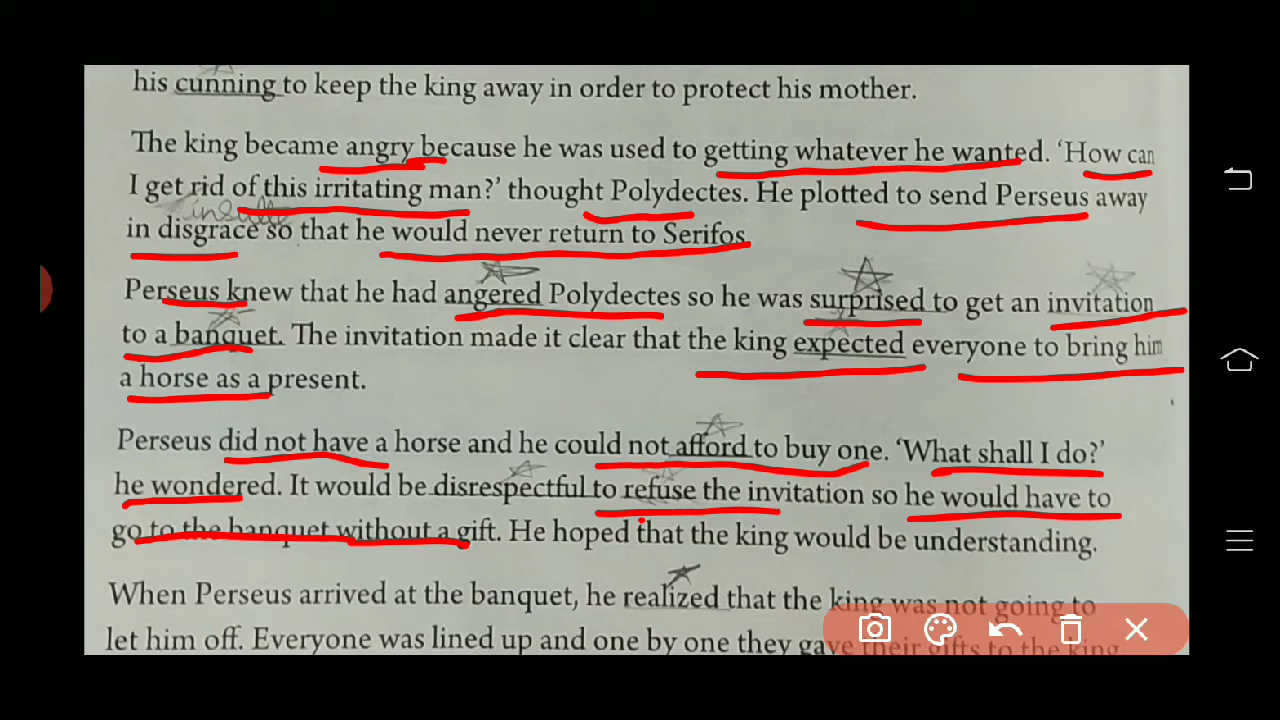 his cunning to keep the king away in order to protect his mother.
The king became angry because he was used to getting whatever he wanted. ‘How can
I get rid of this irritating man?’ thought Polydectes. He plotted to send Perseus away
in disgrace so that he would never return to Serifos.
Perseus knew that he had angered Polydectes so he was surprised to get an invitation
to a banquet. The invitation made it clear that the king expected everyone to bring him
a horse as a present.
Perseus did not have a horse and he could not afford to buy one. ‘What shall I do?’
he wondered. It would be disrespectful to refuse the invitation so he would have to
go to the banquet without a gift. He hoped that the king would be understanding.
When Perseus arrived at the banquet, he realized that the king was not going to
let him off. Everyone was lined up and one by one they gave their gifts to the king